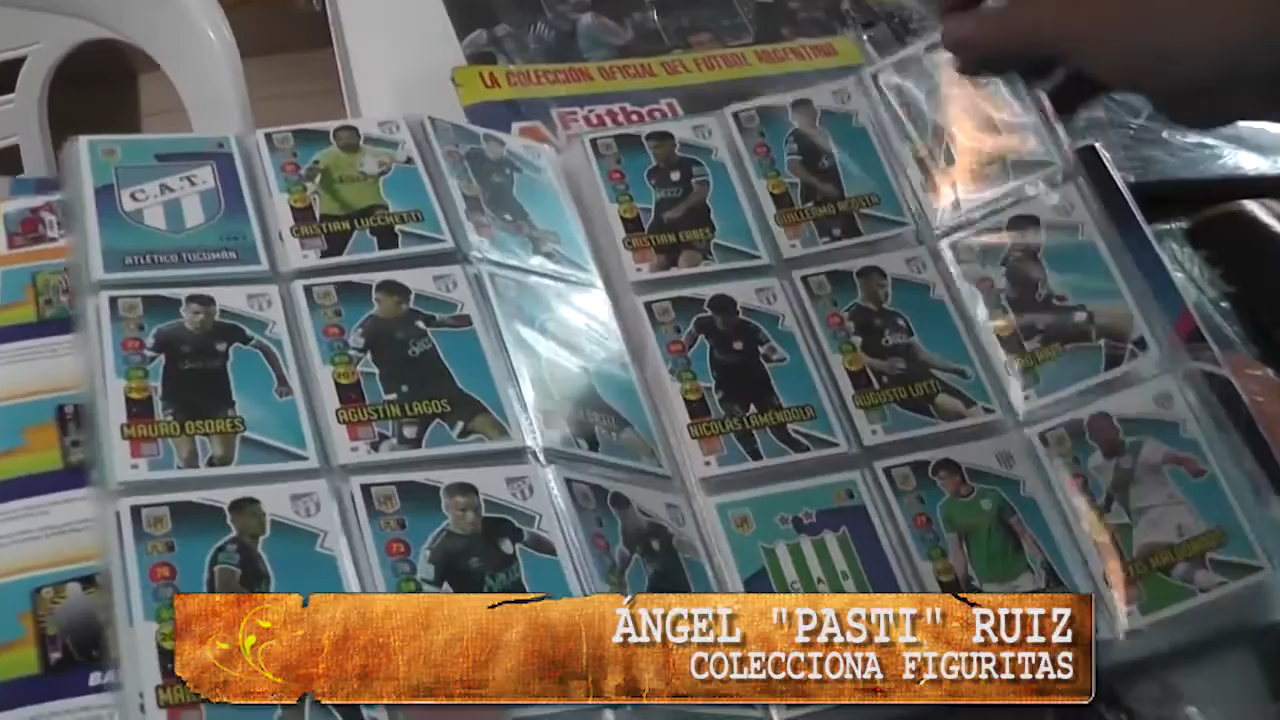 LA COLECCIÓN OFICIAL DEL FÚTBOL ARGENTINO
Fútbol
C.A.T.
ATLÉTICO TUCUMÁN
CRISTIAN LUCCHETTI
CRISTIAN ERBES
GUILLERMO ACOSTA
MAURO OSORES
AGUSTÍN LAGOS
NICOLÁS LAMÉNDOLA
AUGUSTO LOTTI
C A B
ÁNGEL "PASTI" RUIZ
COLECCIONA FIGURITAS